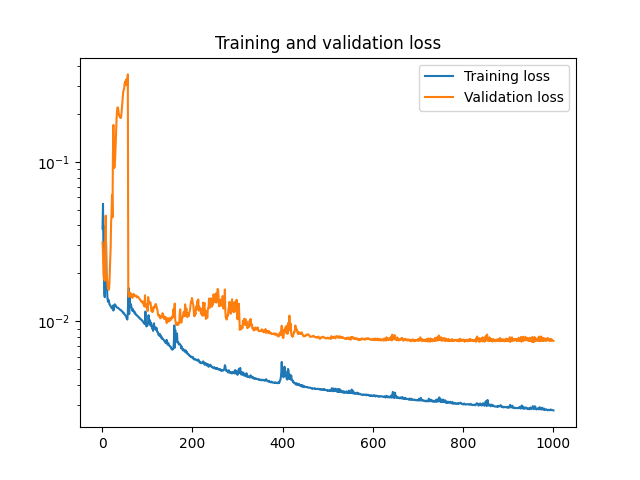 Training and validation loss
Training loss
Validation loss
10⁻¹
10⁻²
0 200 400 600 800 1000